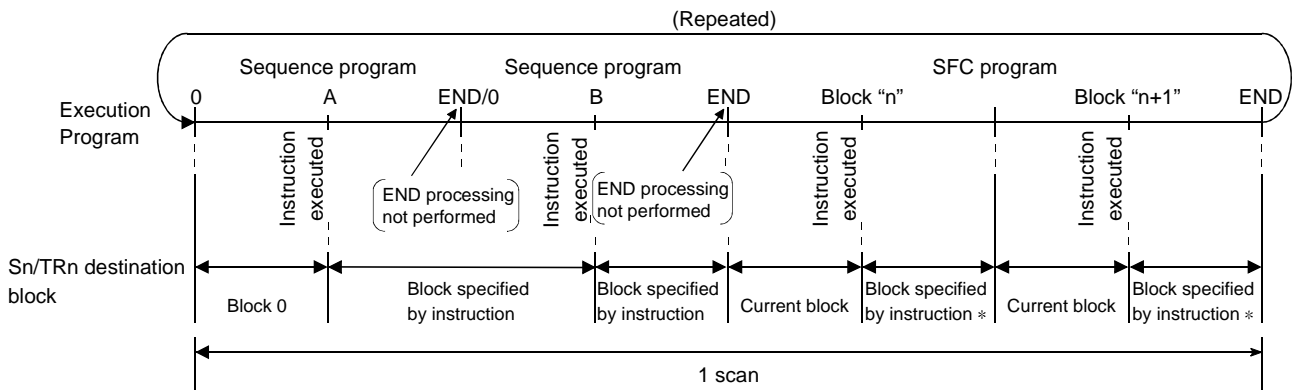 (Repeated)
Sequence program
Sequence program
SFC program
Execution
Program
0
A
END/0
B
END
Block “n”
Block “n+1”
END
Instruction
executed
END processing
not performed
Instruction
executed
END processing
not performed
Instruction
executed
Instruction
executed
Sn/TRn destination
block
Block 0
Block specified
by instruction
Block specified
by instruction
Current block
Block specified
by instruction ∗
Current block
Block specified
by instruction ∗
1 scan